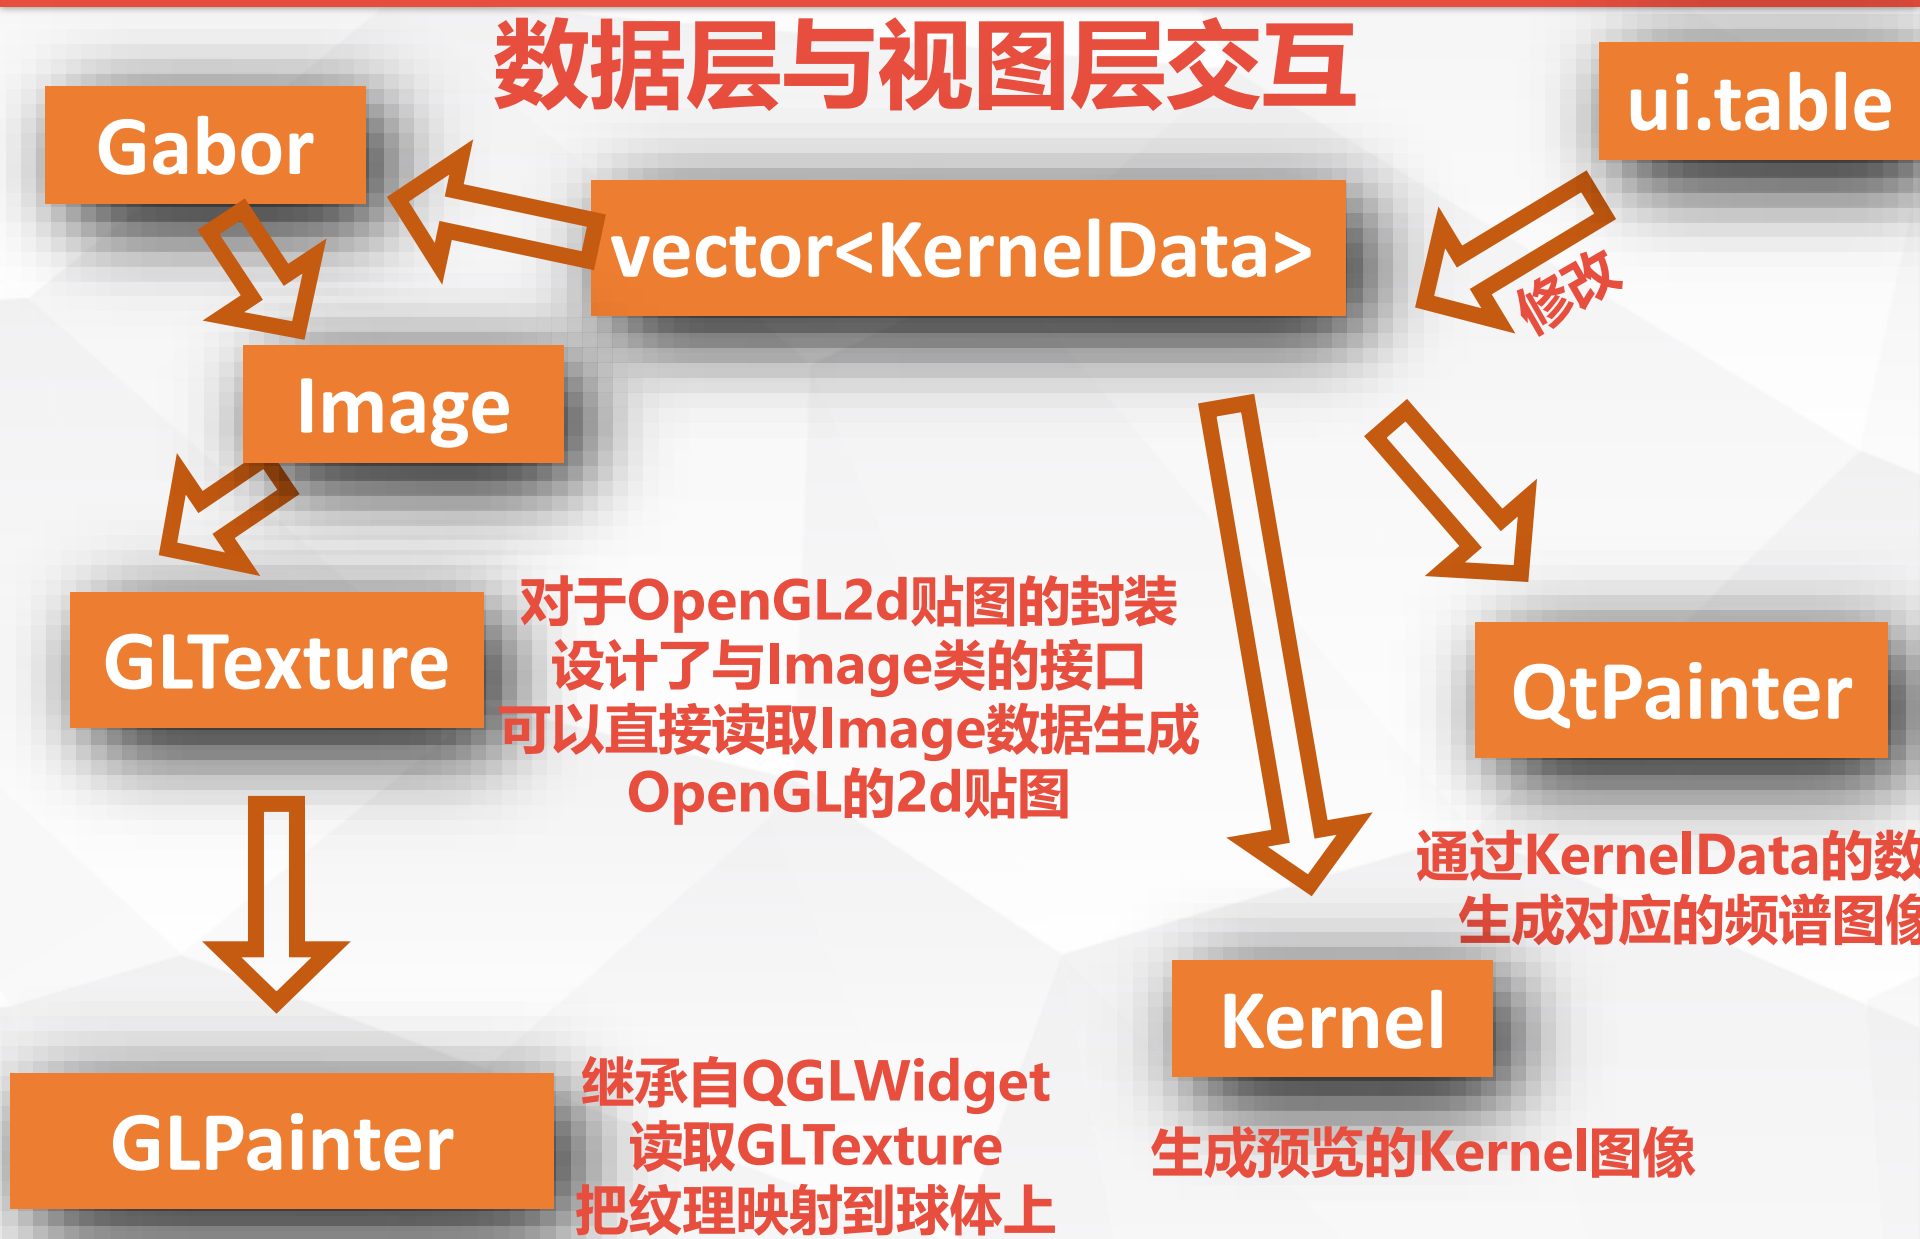 数据层与视图层交互
ui.table
Gabor
vector<KernelData>
修改
Image
对于OpenGL2d贴图的封装
设计了与Image类的接口
可以直接读取Image数据生成
OpenGL的2d贴图
GLTexture
QtPainter
通过KernelData的数
生成对应的频谱图像
Kernel
生成预览的Kernel图像
GLPainter
继承自QGLWidget
读取GLTexture
把纹理映射到球体上